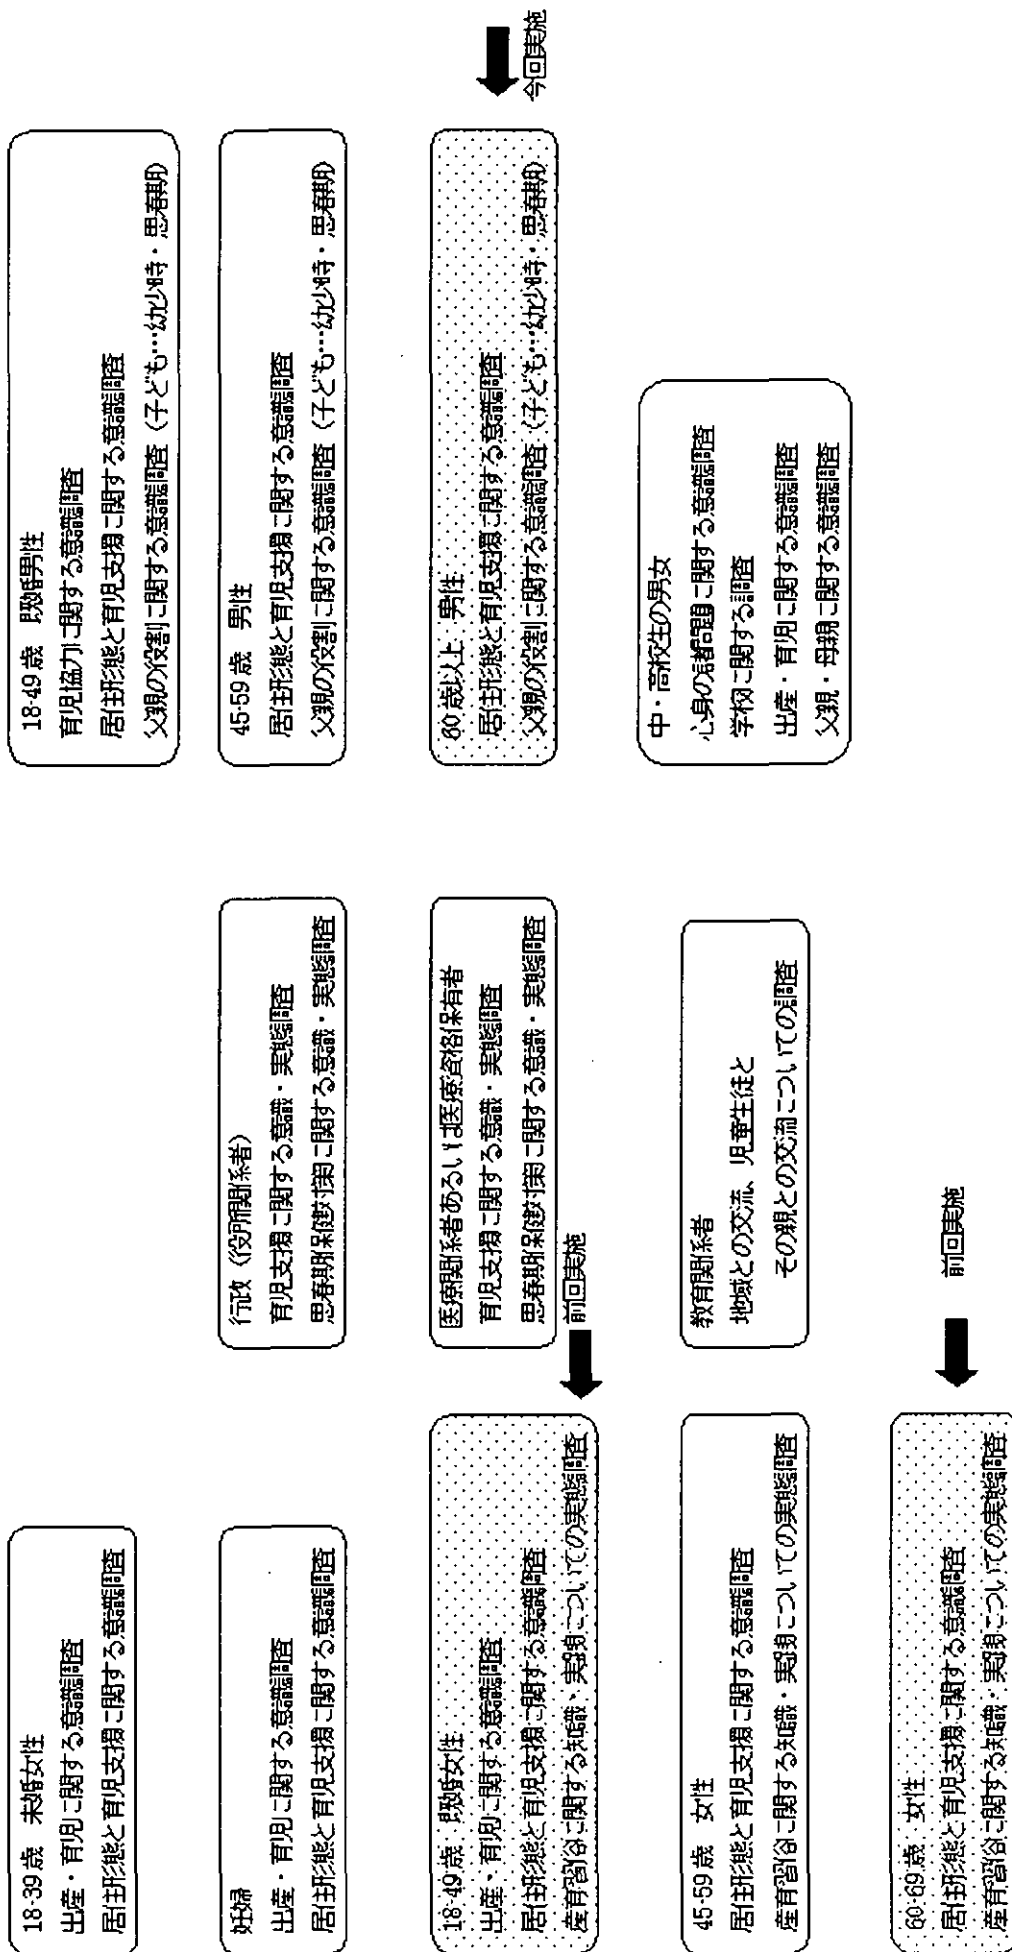 18-39歳 未婚女性
出産・育児に関する意識調査
居住形態と育児支援に関する意識調査
妊婦
出産・育児に関する意識調査
居住形態と育児支援に関する意識調査
18-49歳 既婚女性
出産・育児に関する意識調査
居住形態と育児支援に関する意識調査
産育習俗に関する知識・実践についての実態調査
前回実施
45-59歳 女性
居住形態と育児支援に関する意識調査
産育習俗に関する知識・実践についての実態調査
60-69歳 女性
居住形態と育児支援に関する意識調査
産育習俗に関する知識・実践についての実態調査
前回実施
行政(役所関係者)
育児支援に関する意識・実態調査
思春期保健対策に関する意識・実態調査
医療関係者あるいは医療資格保有者
育児支援に関する意識・実態調査
思春期保健対策に関する意識・実態調査
教育関係者
地域との交流、児童生徒と
その親との交流についての調査
18-49歳 既婚男性
育児協力に関する意識調査
居住形態と育児支援に関する意識調査
父親の役割に関する意識調査(子ども…幼少時・思春期)
45-59歳 男性
居住形態と育児支援に関する意識調査
父親の役割に関する意識調査(子ども…幼少時・思春期)
60歳以上 男性
居住形態と育児支援に関する意識調査
父親の役割に関する意識調査(子ども…幼少時・思春期)
今回実施
中・高校生の男女
心身の諸問題に関する意識調査
学校に関する調査
出産・育児に関する意識調査
父親・母親に関する意識調査